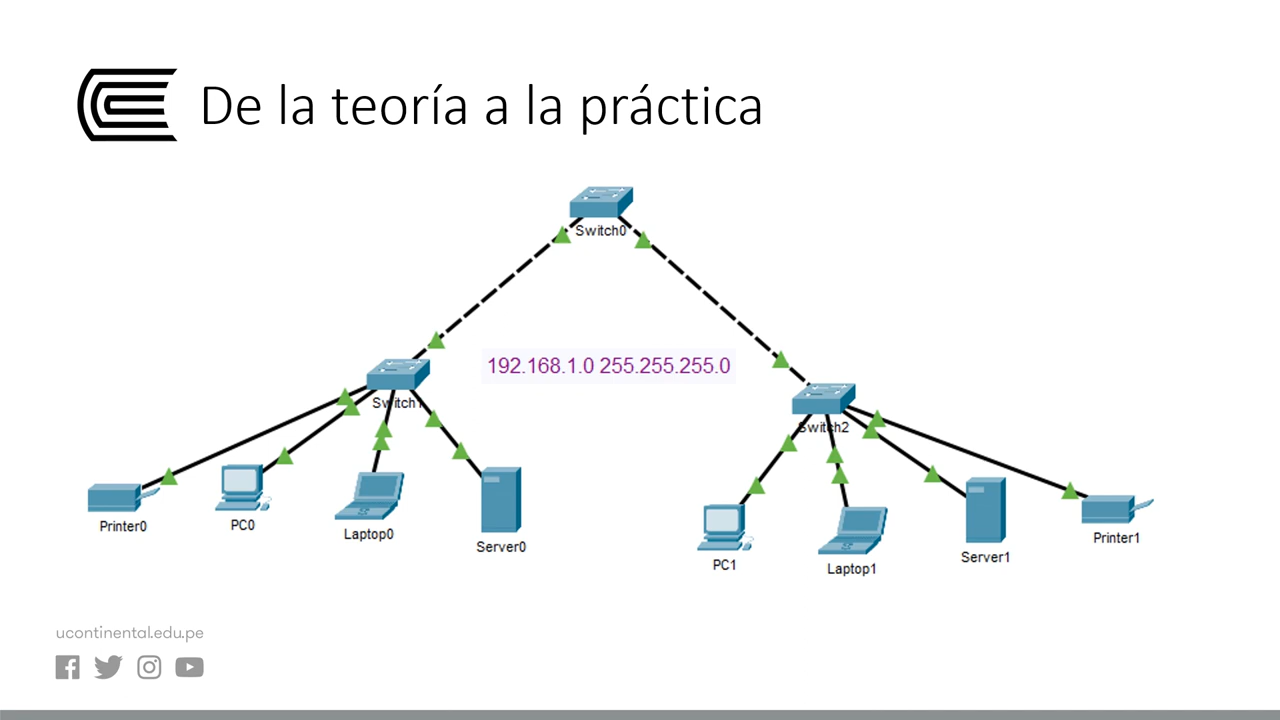 De la teoría a la práctica
Switch0
192.168.1.0 255.255.255.0
Switch1
Switch2
Printer0
PC0
Laptop0
Server0
PC1
Laptop1
Server1
Printer1
ucontinental.edu.pe